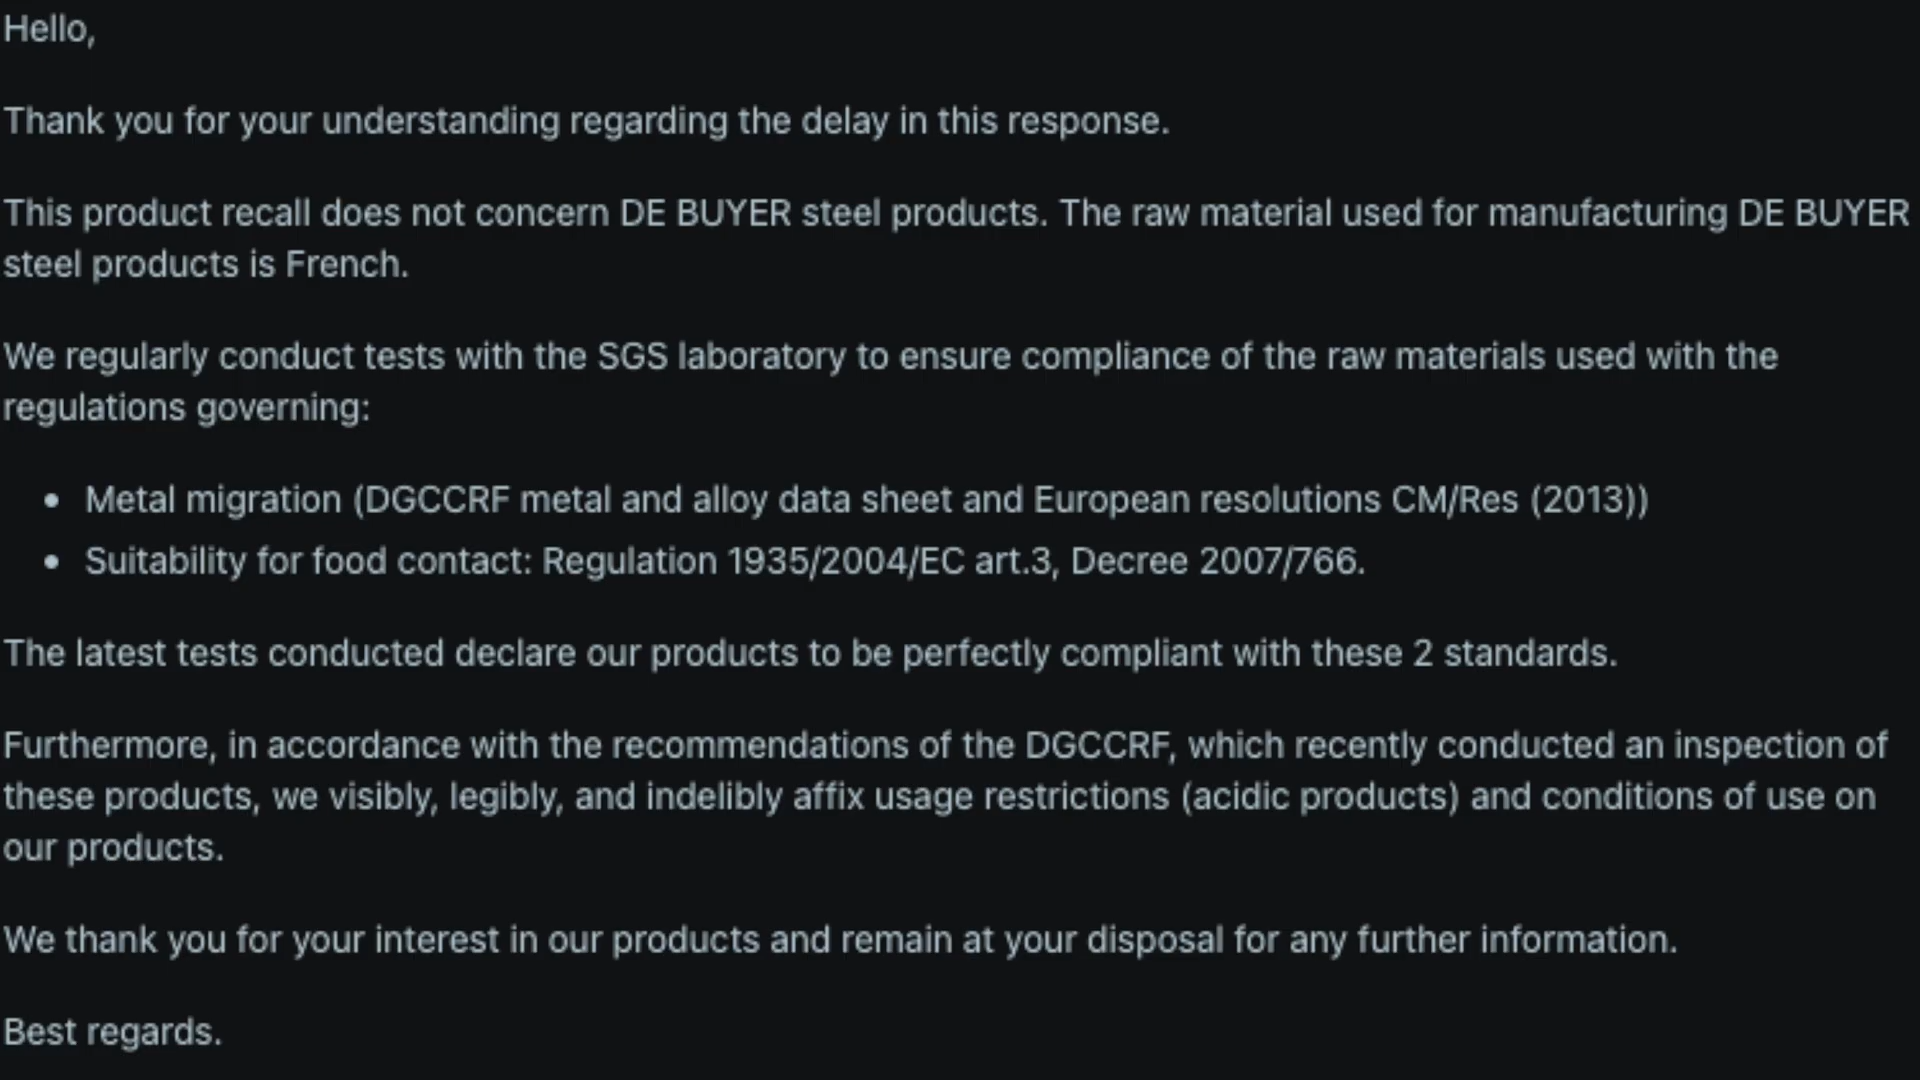 Hello,
Thank you for your understanding regarding the delay in this response.
This product recall does not concern DE BUYER steel products. The raw material used for manufacturing DE BUYER
steel products is French.
We regularly conduct tests with the SGS laboratory to ensure compliance of the raw materials used with the
regulations governing:
• Metal migration (DGCCRF metal and alloy data sheet and European resolutions CM/Res (2013))
• Suitability for food contact: Regulation 1935/2004/EC art.3, Decree 2007/766.
The latest tests conducted declare our products to be perfectly compliant with these 2 standards.
Furthermore, in accordance with the recommendations of the DGCCRF, which recently conducted an inspection of
these products, we visibly, legibly, and indelibly affix usage restrictions (acidic products) and conditions of use on
our products.
We thank you for your interest in our products and remain at your disposal for any further information.
Best regards.